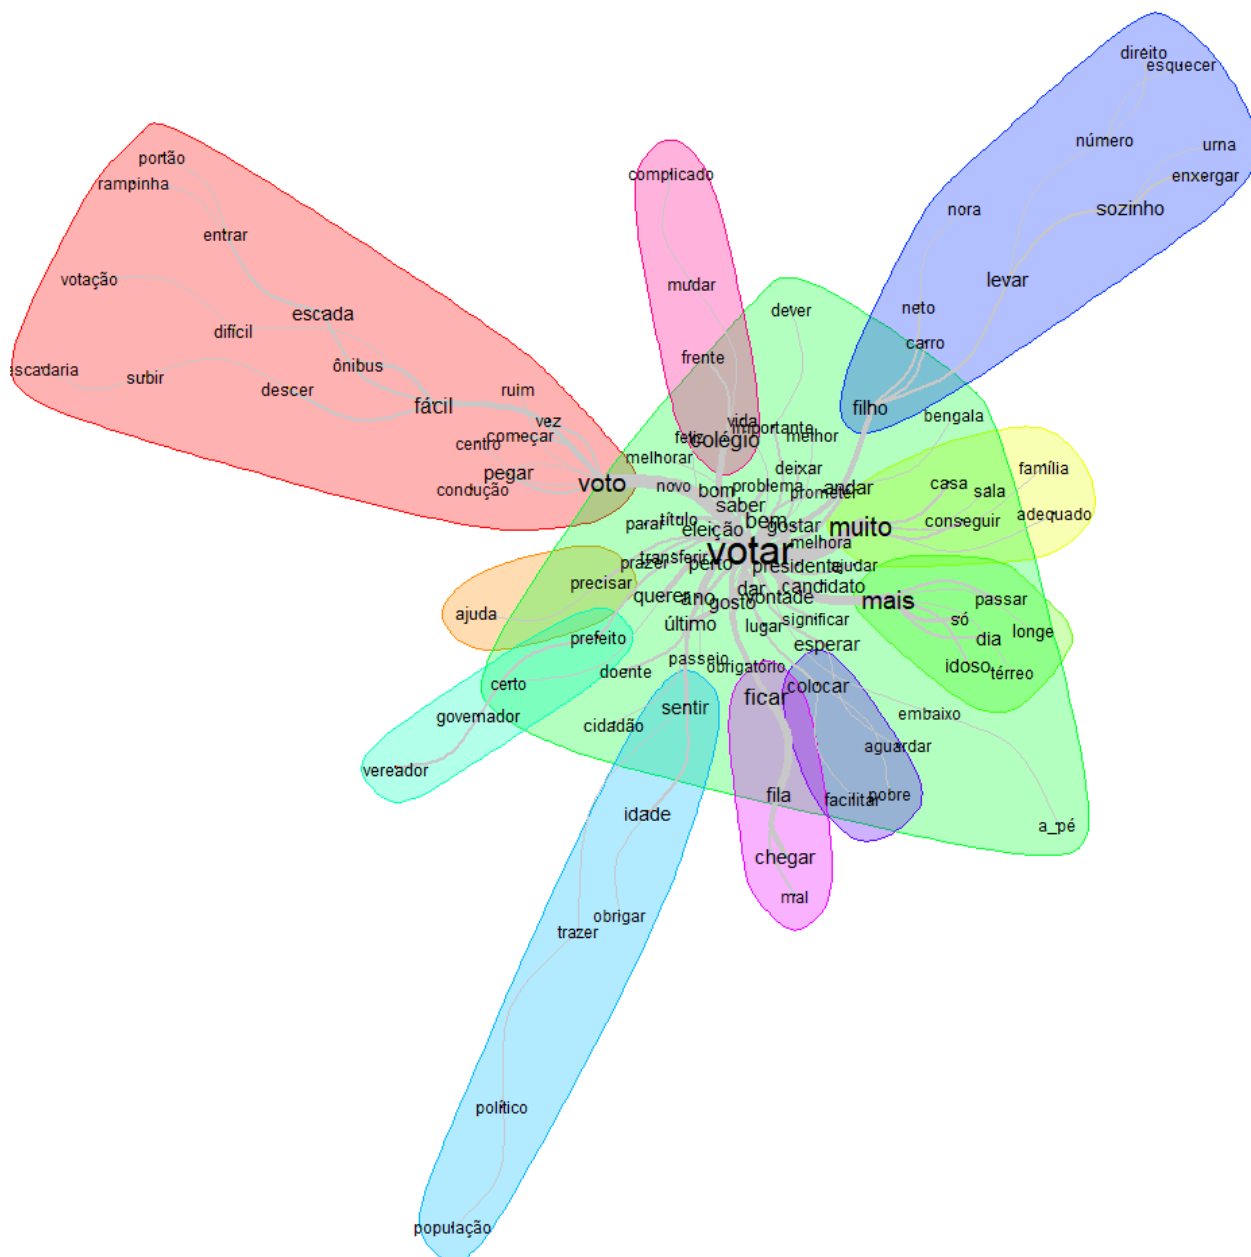 direito
esquecer
portão
número
urna
rampinha
complicado
enxergar
nora
sozinho
entrar
votação
levar
mudar
escada
neto
dever
difícil
carro
ônibus
frente
scadaria
subir
descer
ruim
fácil
filho
bengala
vez
vida
importante
começar
feliz
colégio
melhor
centro
melhorar
deixar
família
pegar
voto
novo
bom
problema
prometer
andar
casa
sala
condução
saber
título
parar
eleição
bem
gostar
muito
conseguir
adequado
votar
melhora
transferir
prazer
perto
presidente
ajudar
precisar
dar
candidato
querer
ano
gosto
vontade
mais
passar
ajuda
último
lugar
significar
só
longe
prefeito
esperar
dia
passeio
obrigatório
idoso
térreo
doente
certo
colocar
sentir
ficar
governador
cidadão
embaixo
aguardar
vereador
fila
facilitar
pobre
idade
a_pé
chegar
mal
obrigar
trazer
político
população